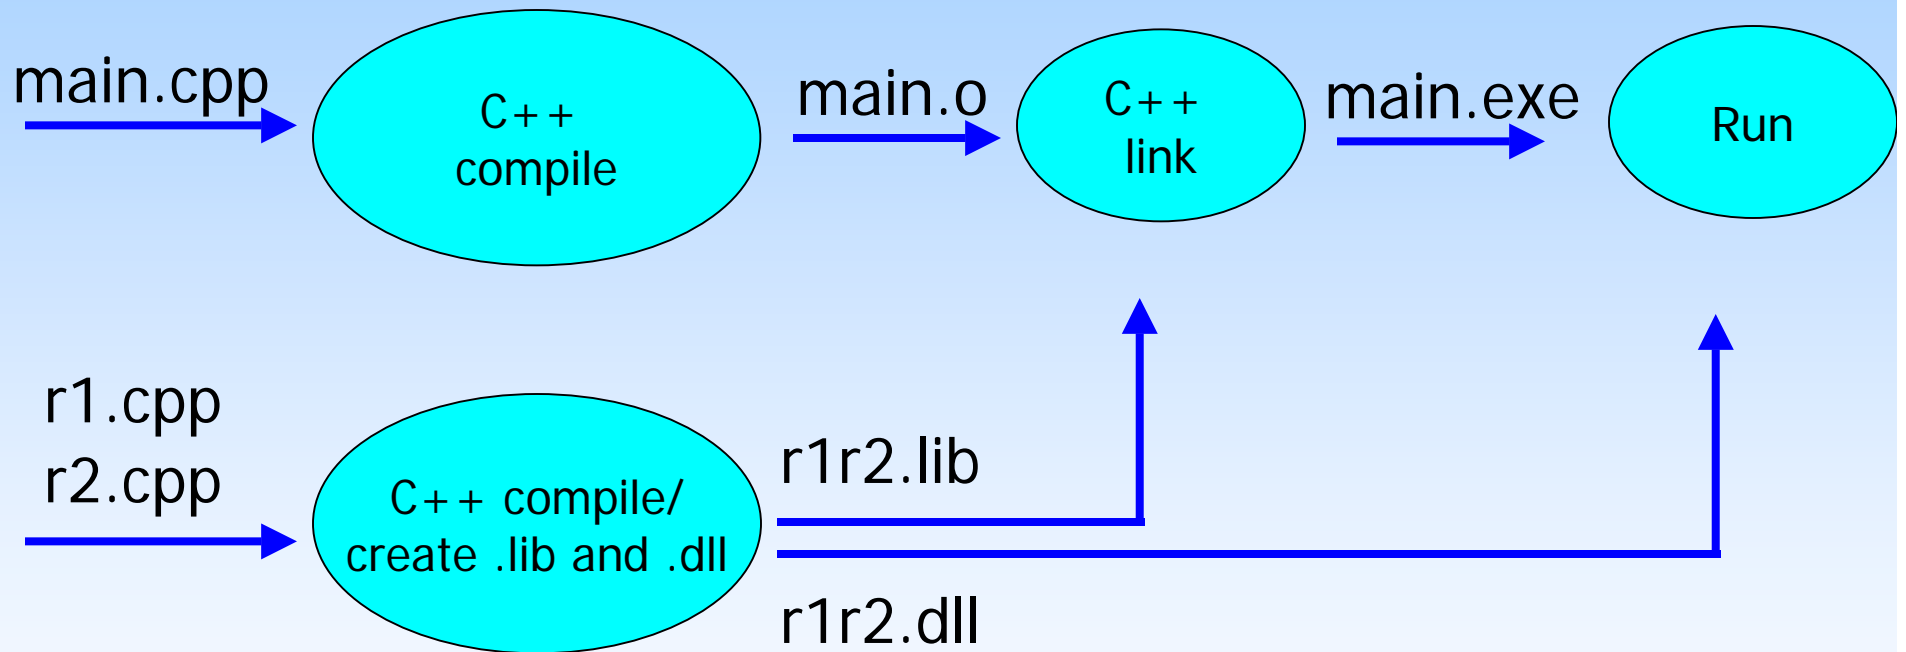 main.cpp
C++
compile
main.o
C++
link
main.exe
Run
r1.cpp
r2.cpp
C++ compile/
create .lib and .dll
r1r2.lib
r1r2.dll